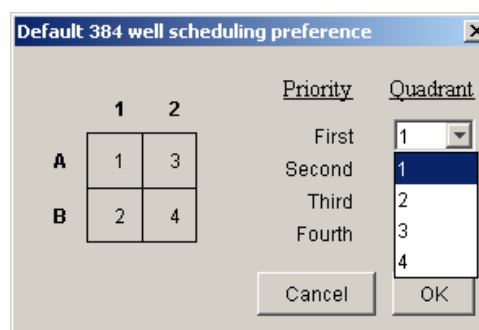 Default 384 well scheduling preference
Priority Quadrant
1 2
First 1
A 1 3
Second 1
Third 2
B 2 4
Fourth 3
4
Cancel OK